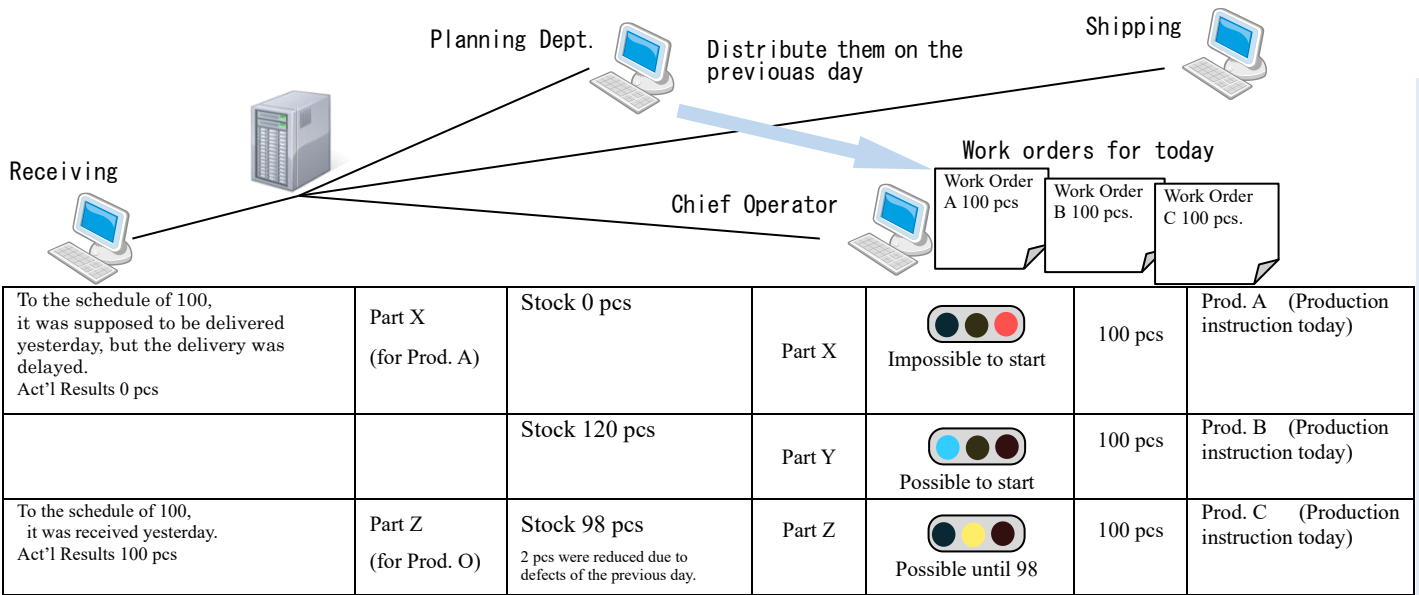 Planning Dept.
Distribute them on the
previouas day
Shipping
Receiving
Chief Operator
Work orders for today
Work Order
A 100 pcs
Work Order
B 100 pcs.
Work Order
C 100 pcs.
To the schedule of 100,
it was supposed to be delivered
yesterday, but the delivery was
delayed.
Act'l Results 0 pcs
Part X
(for Prod. A)
Stock 0 pcs
Part X
Impossible to start
100 pcs
Prod. A (Production
instruction today)
Stock 120 pcs
Part Y
Possible to start
100 pcs
Prod. B (Production
instruction today)
To the schedule of 100,
it was received yesterday.
Act'l Results 100 pcs
Part Z
(for Prod. O)
Stock 98 pcs
2 pcs were reduced due to
defects of the previous day.
Part Z
Possible until 98
100 pcs
Prod. C (Production
instruction today)